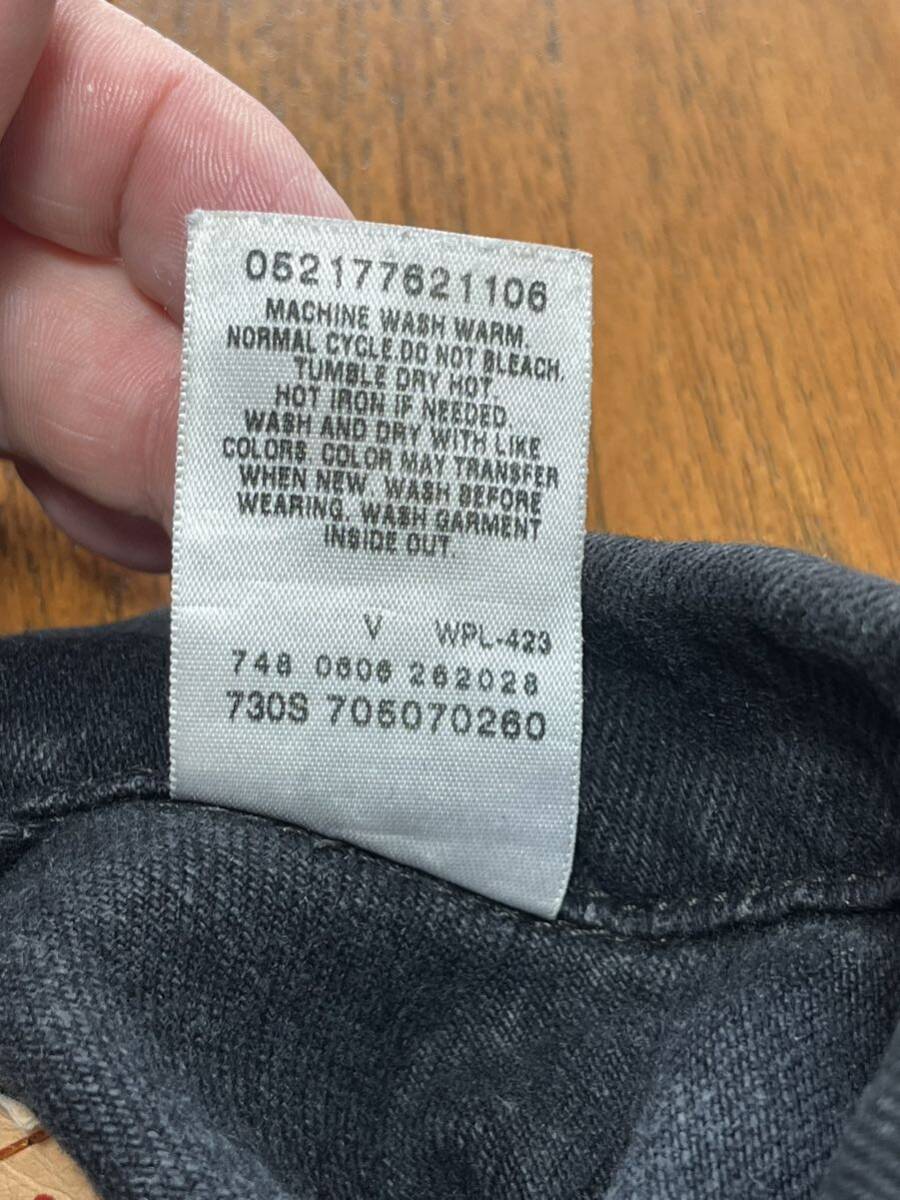 052177621106
MACHINE WASH WARM.
NORMAL CYCLE.DO NOT BLEACH.
TUMBLE DRY HOT.
HOT IRON IF NEEDED.
WASH AND DRY WITH LIKE
COLORS. COLOR MAY TRANSFER
WHEN NEW. WASH BEFORE
WEARING. WASH GARMENT
INSIDE OUT.
V WPL-423
748 0606 262028
730S 705070260